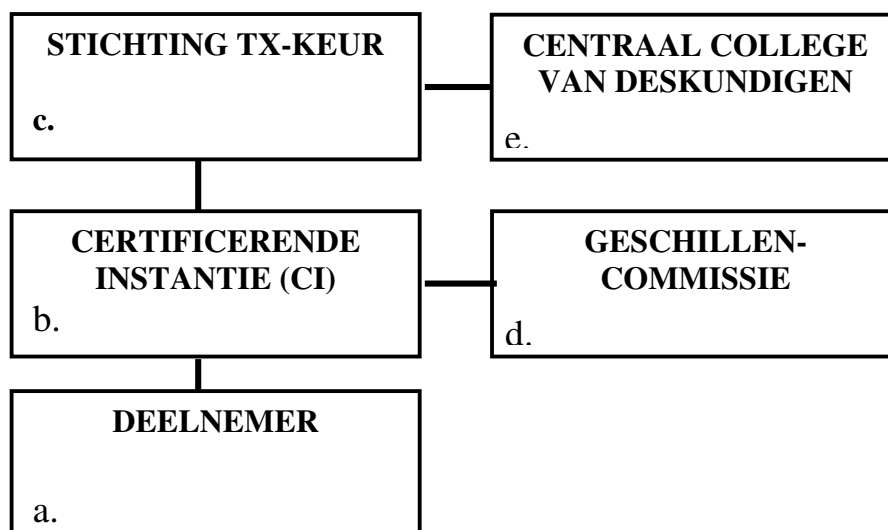 STICHTING TX-KEUR
c.
CENTRAAL COLLEGE
VAN DESKUNDIGEN
e.
CERTIFICERENDE
INSTANTIE (CI)
b.
GESCHILLEN-
COMMISSIE
d.
DEELNEMER
a.